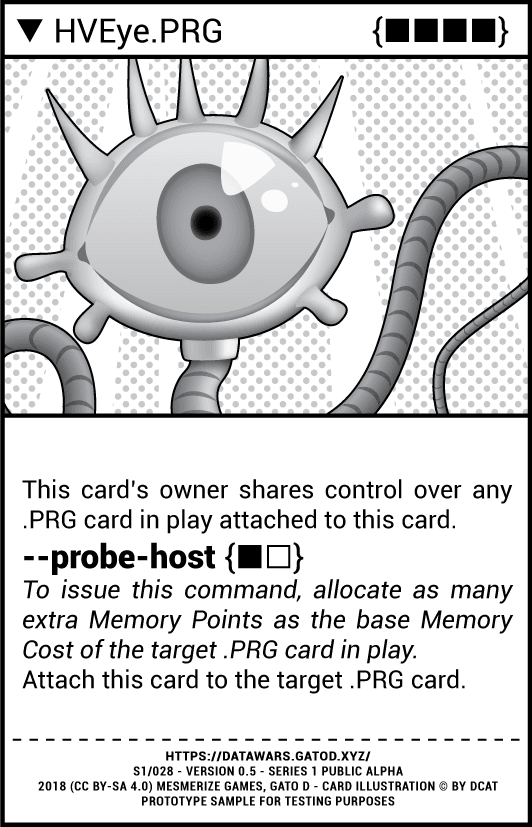 ▼ HVEye.PRG {■■■■}
This card's owner shares control over any
.PRG card in play attached to this card.
--probe-host {■□}
To issue this command, allocate as many
extra Memory Points as the base Memory
Cost of the target .PRG card in play.
Attach this card to the target .PRG card.
HTTPS://DATAWARS.GATOD.XYZ/
S1/028 - VERSION 0.5 - SERIES 1 PUBLIC ALPHA
2018 (CC BY-SA 4.0) MESMERIZE GAMES, GATO D - CARD ILLUSTRATION © BY DCAT
PROTOTYPE SAMPLE FOR TESTING PURPOSES